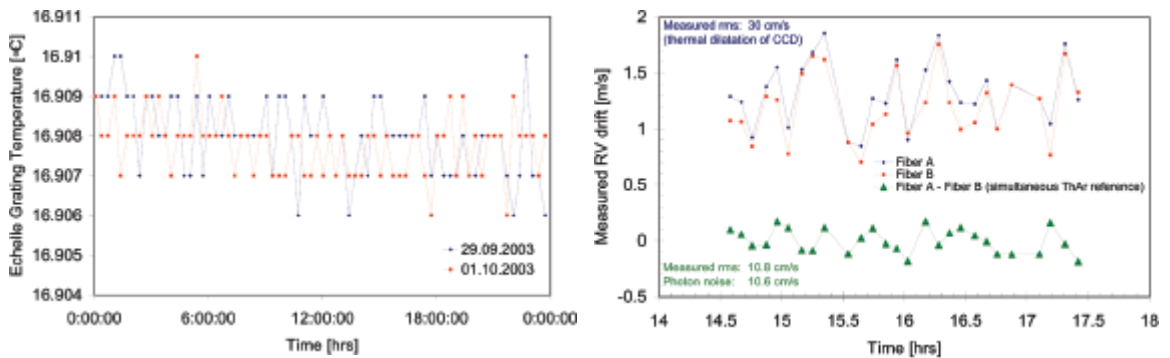 16.911
16.91
16.909
16.908
16.907
16.906
16.905
16.904
Echelle Grating Temperature [°C]
29.09.2003
01.10.2003
0:00:00 6:00:00 12:00:00 18:00:00 0:00:00
Time [hrs]
2
1.5
1
0.5
0
-0.5
Measured RV drift [m/s]
Measured rms: 30 cm/s
(thermal dilatation of CCD)
Fiber A
Fiber B
Fiber A - Fiber B (simultaneous ThAr reference)
Measured rms: 10.8 cm/s
Photon noise: 10.6 cm/s
14 14.5 15 15.5 16 16.5 17 17.5 18
Time [hrs]